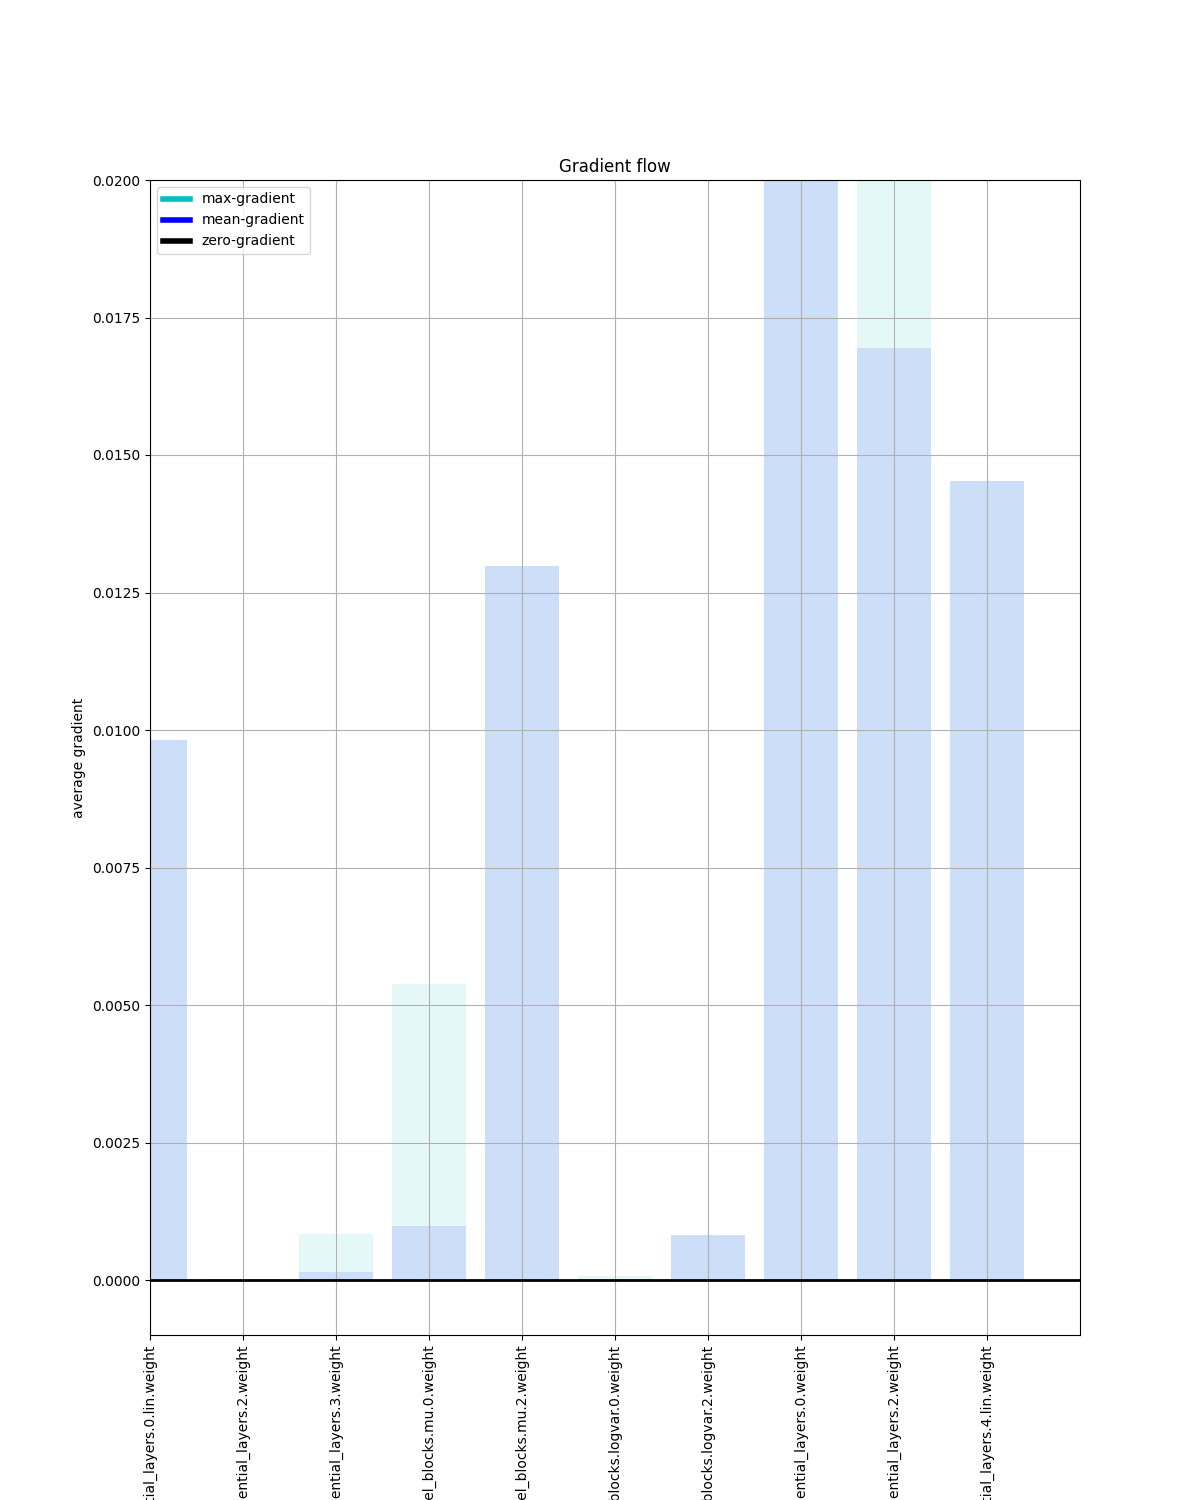 Gradient flow
max-gradient
mean-gradient
zero-gradient
0.0200
0.0175
0.0150
0.0125
0.0100
0.0075
0.0050
0.0025
0.0000
average gradient
tial_layers.0.lin.weight
ential_layers.2.weight
ential_layers.3.weight
el_blocks.mu.0.weight
el_blocks.mu.2.weight
blocks.logvar.0.weight
blocks.logvar.2.weight
ential_layers.0.weight
ential_layers.2.weight
tial_layers.4.lin.weight